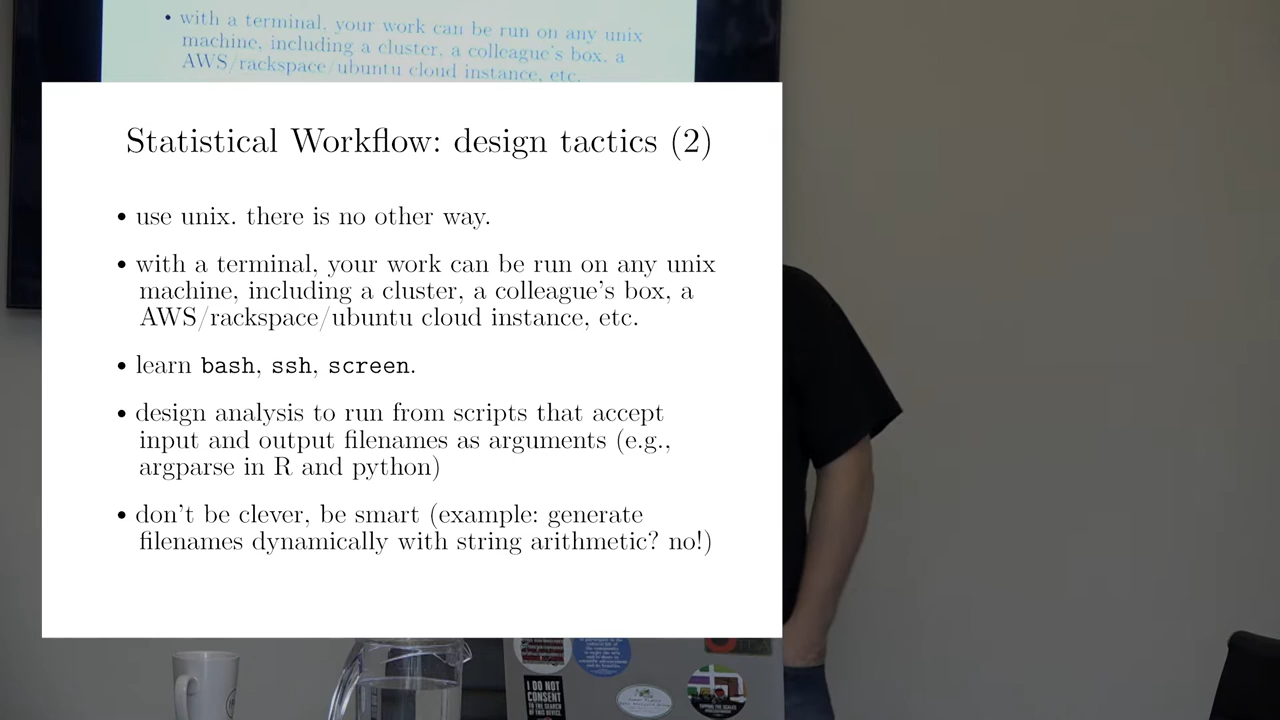 • with a terminal, your work can be run on any unix
machine, including a cluster, a colleague's box, a
AWS/rackspace/ubuntu cloud instance, etc.
Statistical Workflow: design tactics (2)
• use unix. there is no other way.
• with a terminal, your work can be run on any unix
machine, including a cluster, a colleague's box, a
AWS/rackspace/ubuntu cloud instance, etc.
• learn bash, ssh, screen.
• design analysis to run from scripts that accept
input and output filenames as arguments (e.g.,
argparse in R and python)
• don't be clever, be smart (example: generate
filenames dynamically with string arithmetic? no!)
I DO NOT
CONSENT
TO THE SEARCH
OF THIS DEVICE